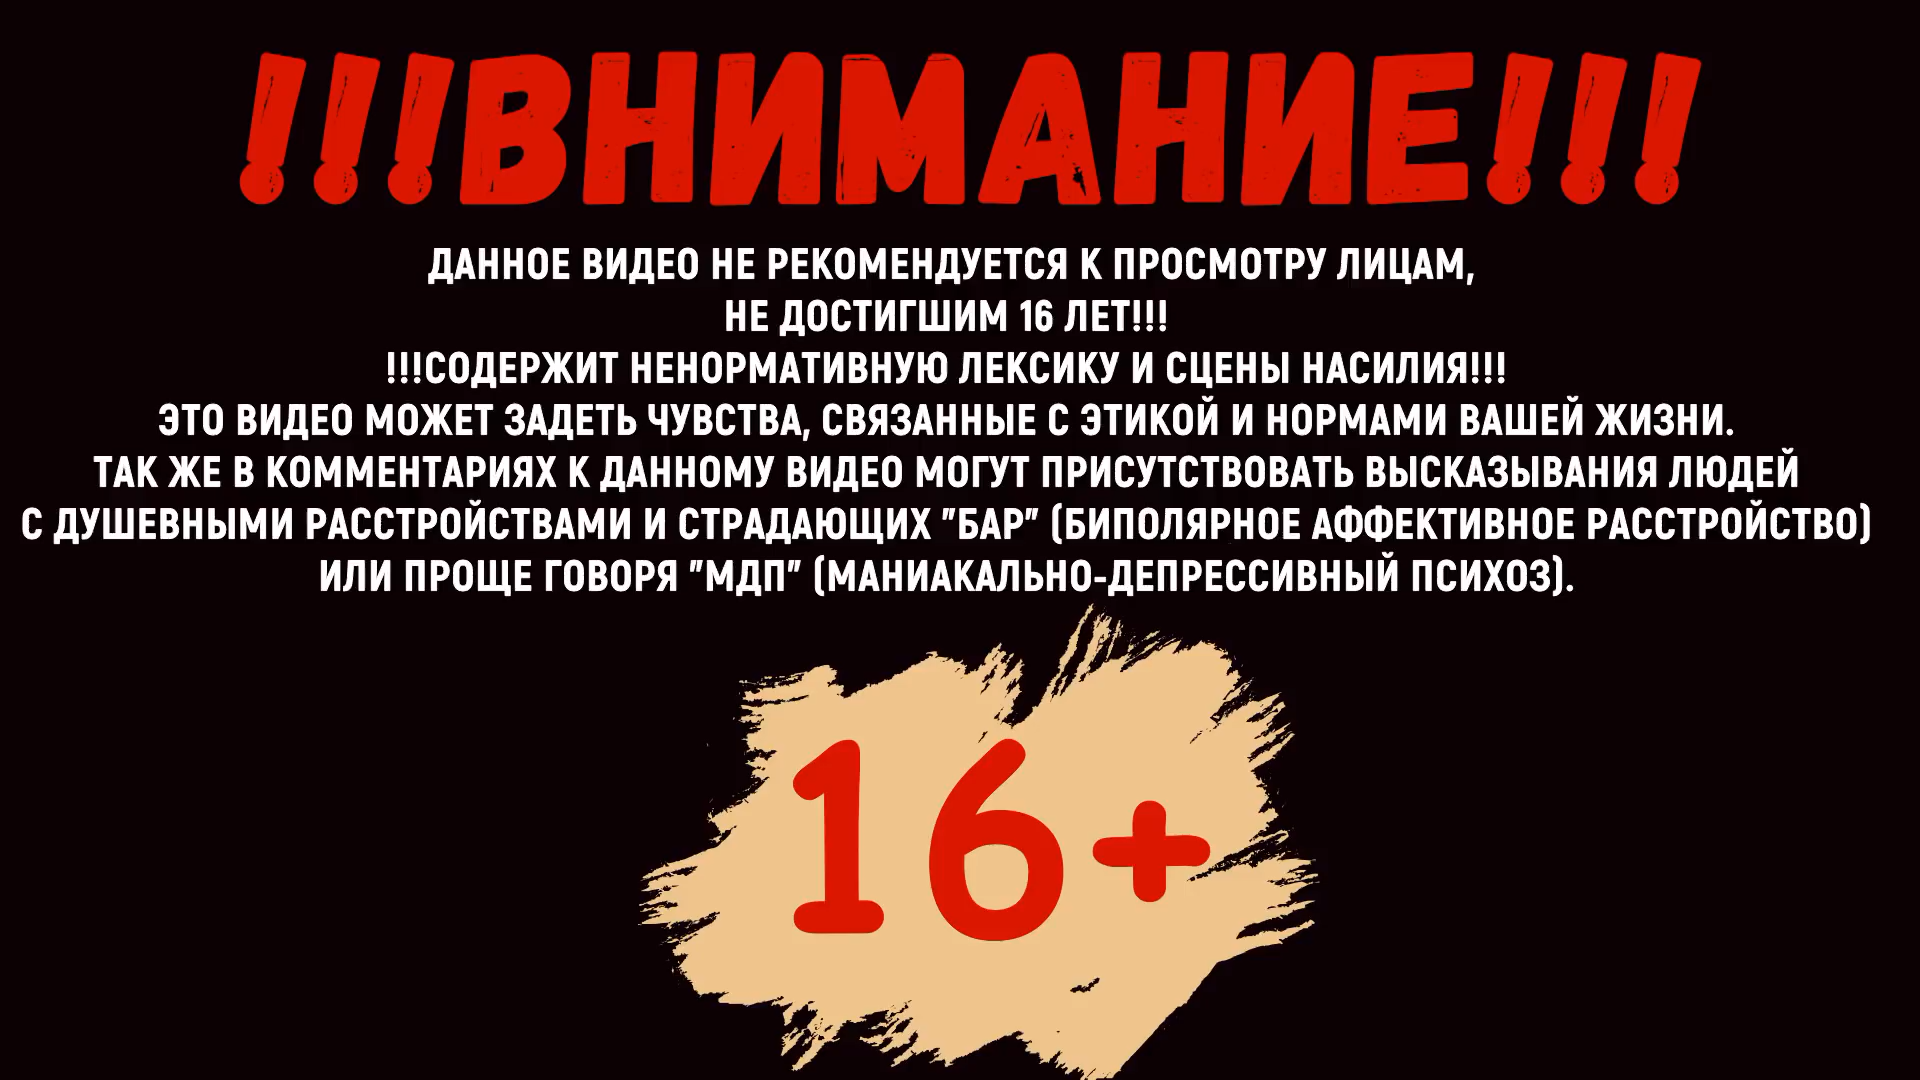 !!!ВНИМАНИЕ!!!
ДАННОЕ ВИДЕО НЕ РЕКОМЕНДУЕТСЯ К ПРОСМОТРУ ЛИЦАМ,
НЕ ДОСТИГШИМ 16 ЛЕТ!!!
!!!СОДЕРЖИТ НЕНОРМАТИВНУЮ ЛЕКСИКУ И СЦЕНЫ НАСИЛИЯ!!!
ЭТО ВИДЕО МОЖЕТ ЗАДЕТЬ ЧУВСТВА, СВЯЗАННЫЕ С ЭТИКОЙ И НОРМАМИ ВАШЕЙ ЖИЗНИ.
ТАК ЖЕ В КОММЕНТАРИЯХ К ДАННОМУ ВИДЕО МОГУТ ПРИСУТСТВОВАТЬ ВЫСКАЗЫВАНИЯ ЛЮДЕЙ
С ДУШЕВНЫМИ РАССТРОЙСТВАМИ И СТРАДАЮЩИХ "БАР" (БИПОЛЯРНОЕ АФФЕКТИВНОЕ РАССТРОЙСТВО)
ИЛИ ПРОЩЕ ГОВОРЯ "МДП" (МАНИАКАЛЬНО-ДЕПРЕССИВНЫЙ ПСИХОЗ).
16+